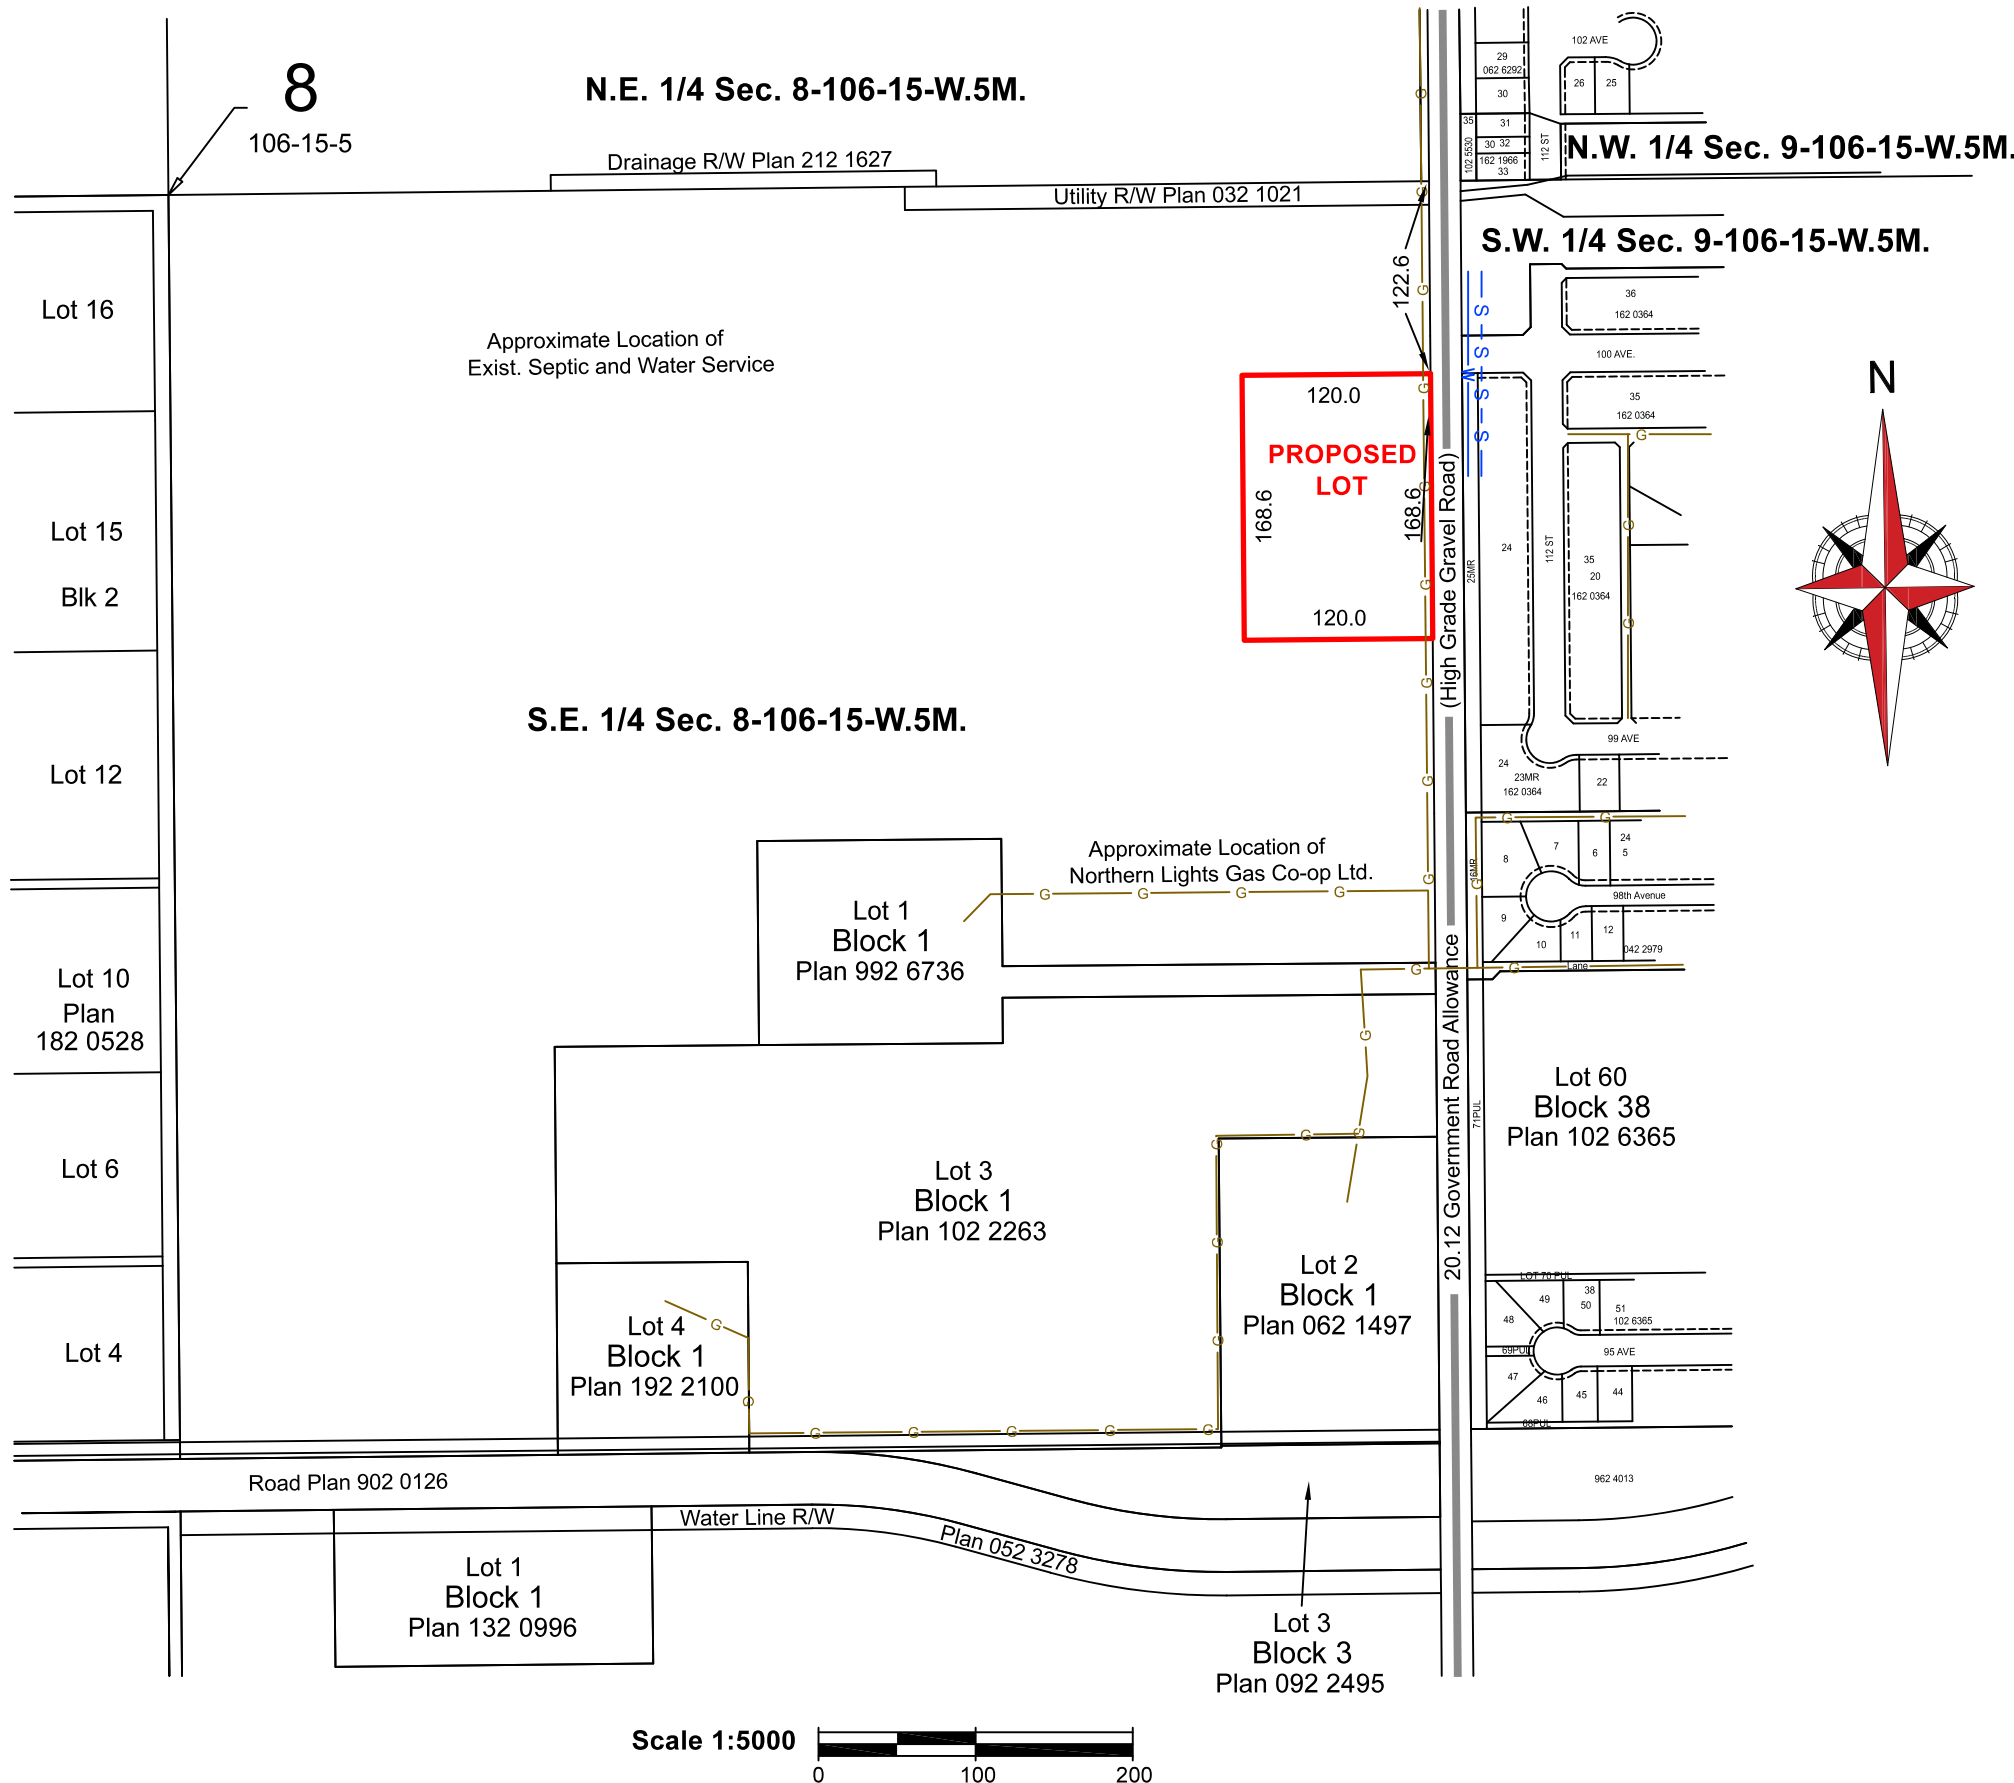 8
106-15-5
N.E. 1/4 Sec. 8-106-15-W.5M.
Drainage R/W Plan 212 1627
Utility R/W Plan 032 1021
102 AVE
29
062 6292
26
25
30
35
31
30 32
162 1966
33
102 5530
112 ST
N.W. 1/4 Sec. 9-106-15-W.5M.
S.W. 1/4 Sec. 9-106-15-W.5M.
Lot 16
Approximate Location of
Exist. Septic and Water Service
122.6
36
162 0364
100 AVE.
S
S
W
S
S
N
120.0
PROPOSED
LOT
168.6
168.6
120.0
35
162 0364
Lot 15
Blk 2
24
25MR
112 ST
35
20
162 0364
(High Grade Gravel Road)
S.E. 1/4 Sec. 8-106-15-W.5M.
99 AVE
24
23MR
162 0364
22
Lot 12
Approximate Location of
Northern Lights Gas Co-op Ltd.
G G G G
8
7
6
24
5
16MR
98th Avenue
9
10
11
12
042 2979
Lane
Lot 1
Block 1
Plan 992 6736
Lot 10
Plan
182 0528
20.12 Government Road Allowance
Lot 60
Block 38
Plan 102 6365
71PUL
Lot 6
Lot 3
Block 1
Plan 102 2263
Lot 2
Block 1
Plan 062 1497
LOT 70 PUL
49
38
50
51
102 6365
48
69PUL
95 AVE
47
46
45
44
68PUL
Lot 4
Lot 4
Block 1
Plan 192 2100
G G G G G
Road Plan 902 0126
962 4013
Water Line R/W
Plan 052 3278
Lot 1
Block 1
Plan 132 0996
Lot 3
Block 3
Plan 092 2495
Scale 1:5000
0 100 200